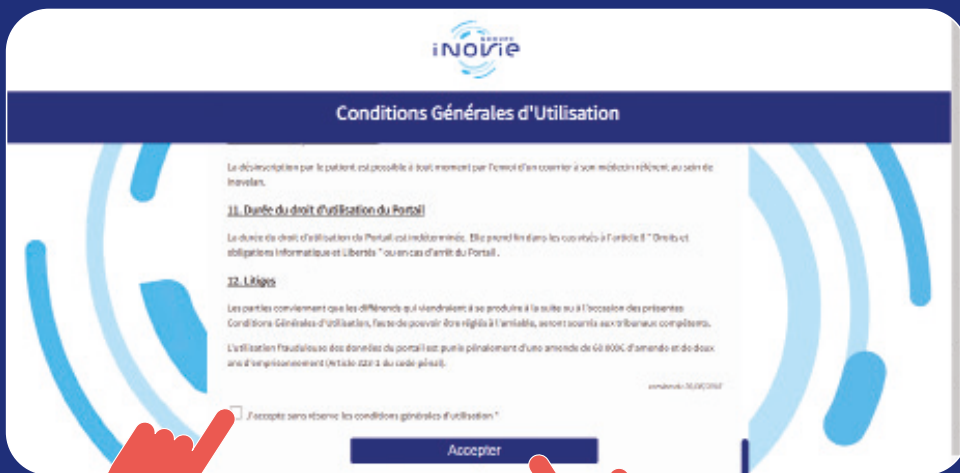 GROUPE
iNOViE
Conditions Générales d'Utilisation
La désinscription par le patient est possible à tout moment par l'envoi d'un courrier à son médecin référent au sein de
Inovelan.
11. Durée du droit d'utilisation du Portail
La durée du droit d'utilisation du Portail est indéterminée. Elle prend fin dans les cas visés à l'article 8 " Droits et
obligations Informatique et Libertés " ou en cas d'arrêt du Portail .
12. Litiges
Les parties conviennent que les différends qui viendraient à se produire à la suite ou à l'occasion des présentes
Conditions Générales d'Utilisation, faute de pouvoir être réglés à l'amiable, seront soumis aux tribunaux compétents.
L'utilisation frauduleuse des données du portail est punie pénalement d'une amende de 60 000€ d'amende et de deux
ans d'emprisonnement (Article 323-1 du code pénal).
version du
J'accepte sans réserve les conditions générales d'utilisation *
Accepter